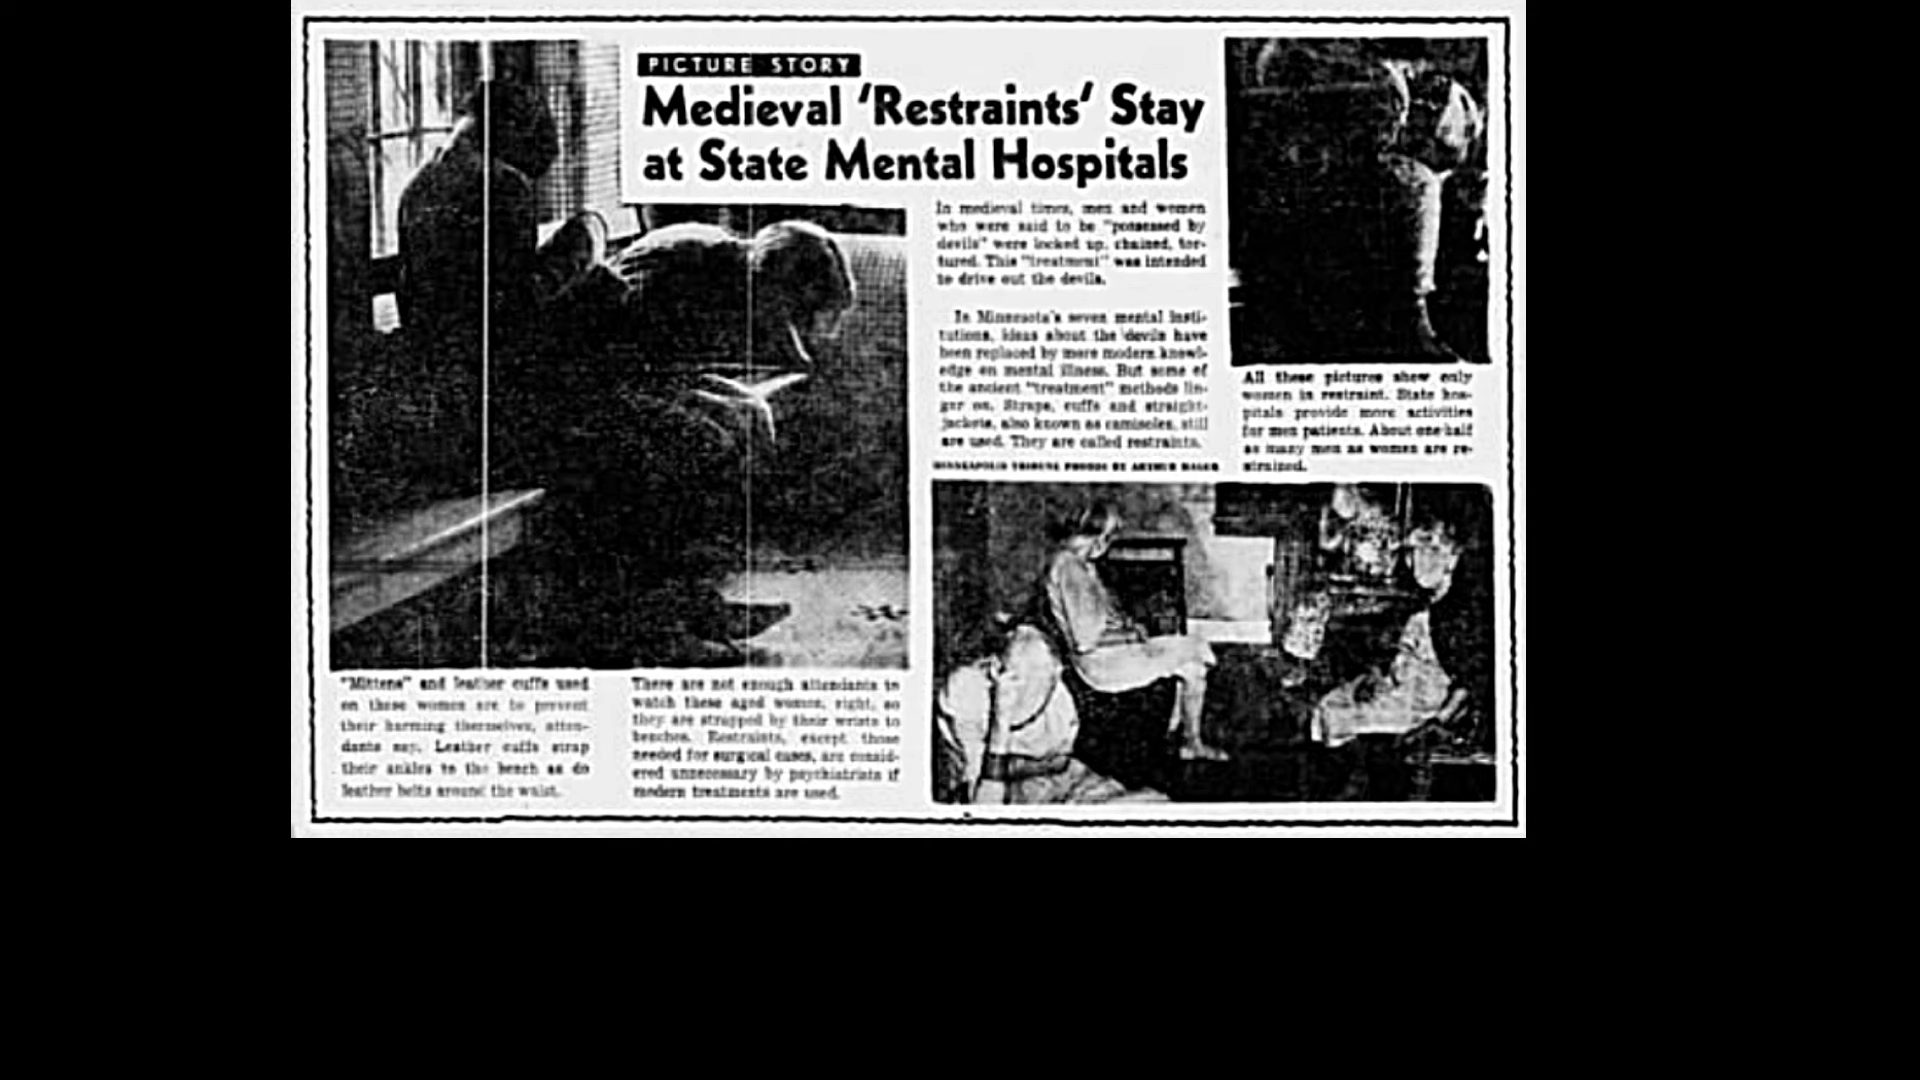 PICTURE STORY
Medieval 'Restraints' Stay
at State Mental Hospitals
In medieval times, men and women
who were said to be "possessed by
devils" were locked up, chained, tor-
tured. This "treatment" was intended
to drive out the devils.
In Minnesota's seven mental insti-
tutions, ideas about the devils have
been replaced by more modern knowl-
edge on mental illness. But some of
the ancient "treatment" methods lin-
ger on. Straps, cuffs and straight-
jackets, also known as camisoles, still
are used. They are called restraints.
MINNEAPOLIS TRIBUNE PHOTOS BY ARTHUR HAGER
All these pictures show only
women in restraint. State hos-
pitals provide more activities
for men patients. About one-half
as many men as women are re-
strained.
"Mittens" and leather cuffs used
on these women are to prevent
their harming themselves, atten-
dants say. Leather cuffs strap
their ankles to the bench as do
leather belts around the waist.
There are not enough attendants to
watch these aged women, right, so
they are strapped by their wrists to
benches. Restraints, except those
needed for surgical cases, are consid-
ered unnecessary by psychiatrists if
modern treatments are used.